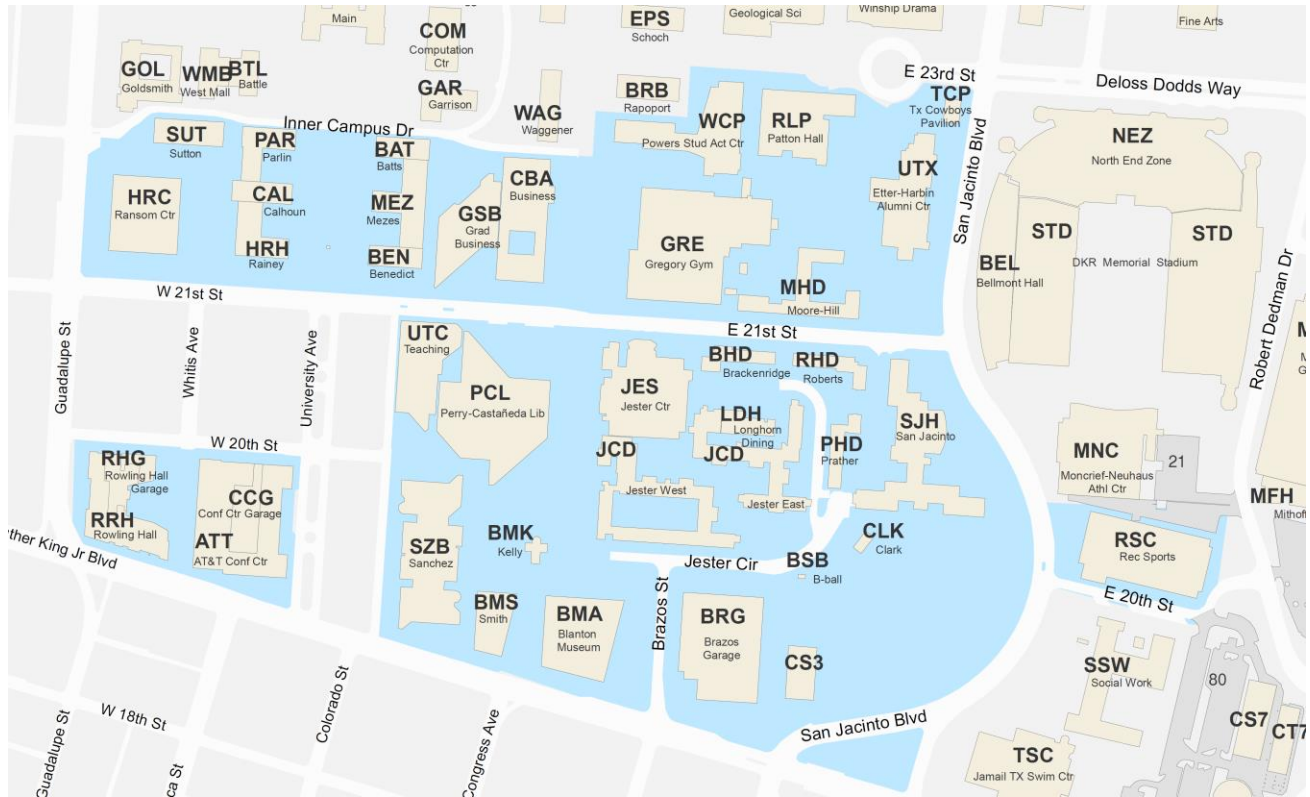 Main
COM
Computation
Ctr
EPS
Schoch
Geological Sci
Winship Drama
Fine Arts
GOL
Goldsmith
WMB
West Mall
BTL
Battle
GAR
Garrison
WAG
Waggener
BRB
Rapoport
E 23rd St
Deloss Dodds Way
TCP
Tx Cowboys
Pavilion
Inner Campus Dr
SUT
Sutton
PAR
Parlin
BAT
Batts
WCP
Powers Stud Act Ctr
RLP
Patton Hall
NEZ
North End Zone
HRC
Ransom Ctr
CAL
Calhoun
MEZ
Mezes
CBA
Business
GSB
Grad
Business
UTX
Etter-Harbin
Alumni Ctr
San Jacinto Blvd
HRH
Rainey
BEN
Benedict
GRE
Gregory Gym
STD
STD
DKR Memorial Stadium
BEL
Bellmont Hall
MHD
Moore-Hill
W 21st St
E 21st St
Guadalupe St
Whitis Ave
University Ave
Robert Dedman Dr
UTC
Teaching
PCL
Perry-Castañeda Lib
JES
Jester Ctr
BHD
Brackenridge
RHD
Roberts
LDH
Longhorn
Dining
SJH
San Jacinto
W 20th St
JCD
JCD
PHD
Prather
MNC
Moncrief-Neuhaus
Athl Ctr
21
RHG
Rowling Hall
Garage
CCG
Conf Ctr Garage
Jester West
Jester East
MFH
RRH
Rowling Hall
ATT
AT&T Conf Ctr
SZB
Sanchez
BMK
Kelly
CLK
Clark
RSC
Rec Sports
ther King Jr Blvd
Jester Cir
BSB
B-ball
E 20th St
BMS
Smith
BMA
Blanton
Museum
Brazos St
BRG
Brazos
Garage
CS3
SSW
Social Work
80
W 18th St
Colorado St
Congress Ave
San Jacinto Blvd
CS7
CT7
Guadalupe St
ca St
TSC
Jamail TX Swim Ctr